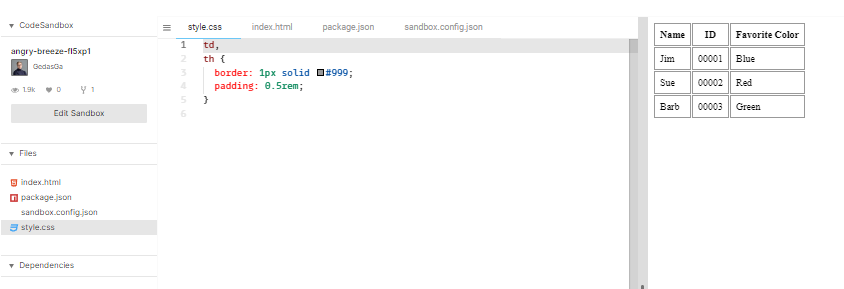 CodeSandbox
angry-breeze-fl5xp1
GedasGa
1.9k 0 1
Edit Sandbox
Files
index.html
package.json
sandbox.config.json
style.css
Dependencies
style.css index.html package.json sandbox.config.json
1 td,
2 th {
3 border: 1px solid #999;
4 padding: 0.5rem;
5 }
6
Name ID Favorite Color
Jim 00001 Blue
Sue 00002 Red
Barb 00003 Green